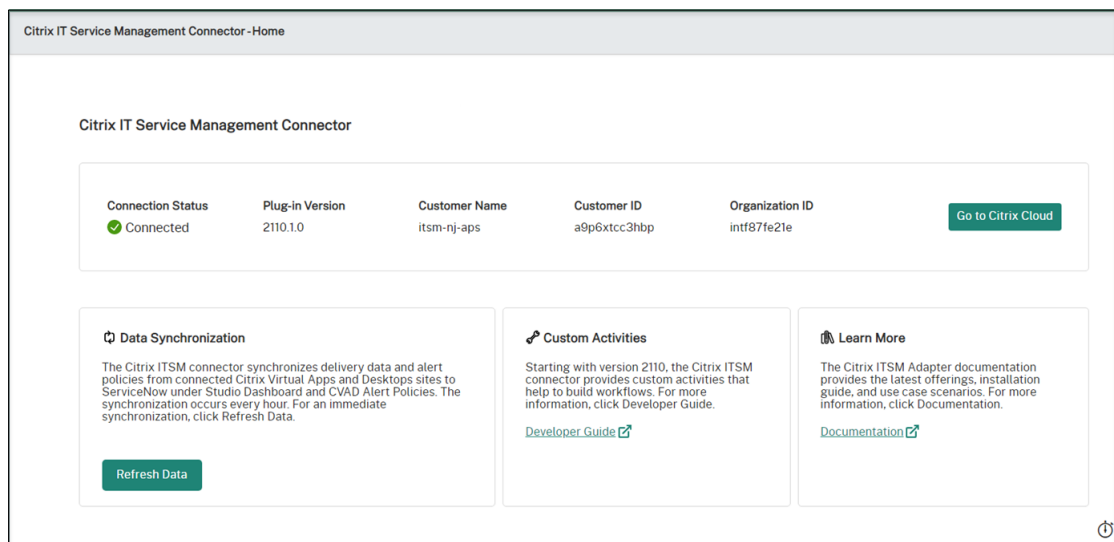 Citrix IT Service Management Connector - Home
Citrix IT Service Management Connector
Connection Status
Connected
Plug-in Version
2110.1.0
Customer Name
itsm-nj-aps
Customer ID
a9p6xtcc3hbp
Organization ID
intf87fe21e
Go to Citrix Cloud
Data Synchronization
The Citrix ITSM connector synchronizes delivery data and alert
policies from connected Citrix Virtual Apps and Desktops sites to
ServiceNow under Studio Dashboard and CVAD Alert Policies. The
synchronization occurs every hour. For an immediate
synchronization, click Refresh Data.
Refresh Data
Custom Activities
Starting with version 2110, the Citrix ITSM
connector provides custom activities that
help to build workflows. For more
information, click Developer Guide.
Developer Guide
Learn More
The Citrix ITSM Adapter documentation
provides the latest offerings, installation
guide, and use case scenarios. For more
information, click Documentation.
Documentation